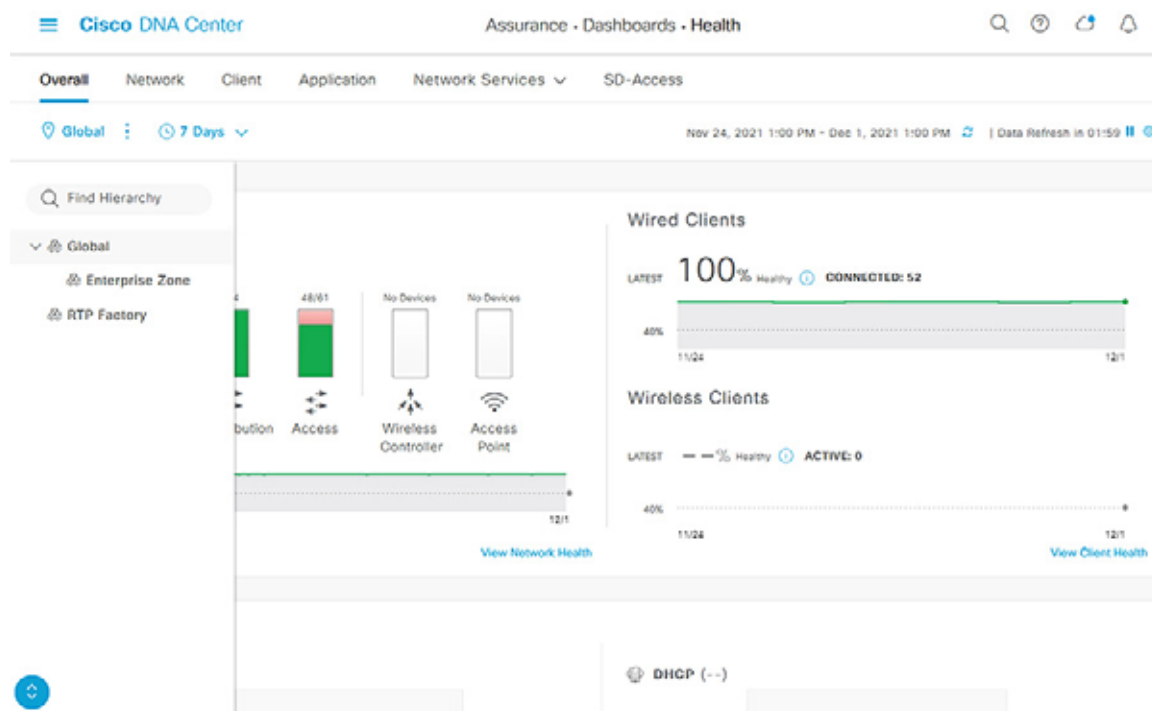 Cisco DNA Center
Assurance • Dashboards • Health
Overall Network Client Application Network Services SD-Access
Global 7 Days
Nov 24, 2021 1:00 PM - Dec 1, 2021 1:00 PM | Data Refresh in 01:59
Find Hierarchy
Global
Enterprise Zone
RTP Factory
4 48/61 No Devices No Devices
bution Access Wireless Controller Access Point
12/1
View Network Health
Wired Clients
LATEST 100% Healthy CONNECTED: 52
40%
11/24 12/1
Wireless Clients
LATEST --% Healthy ACTIVE: 0
40%
11/24 12/1
View Client Health
DHCP (--)